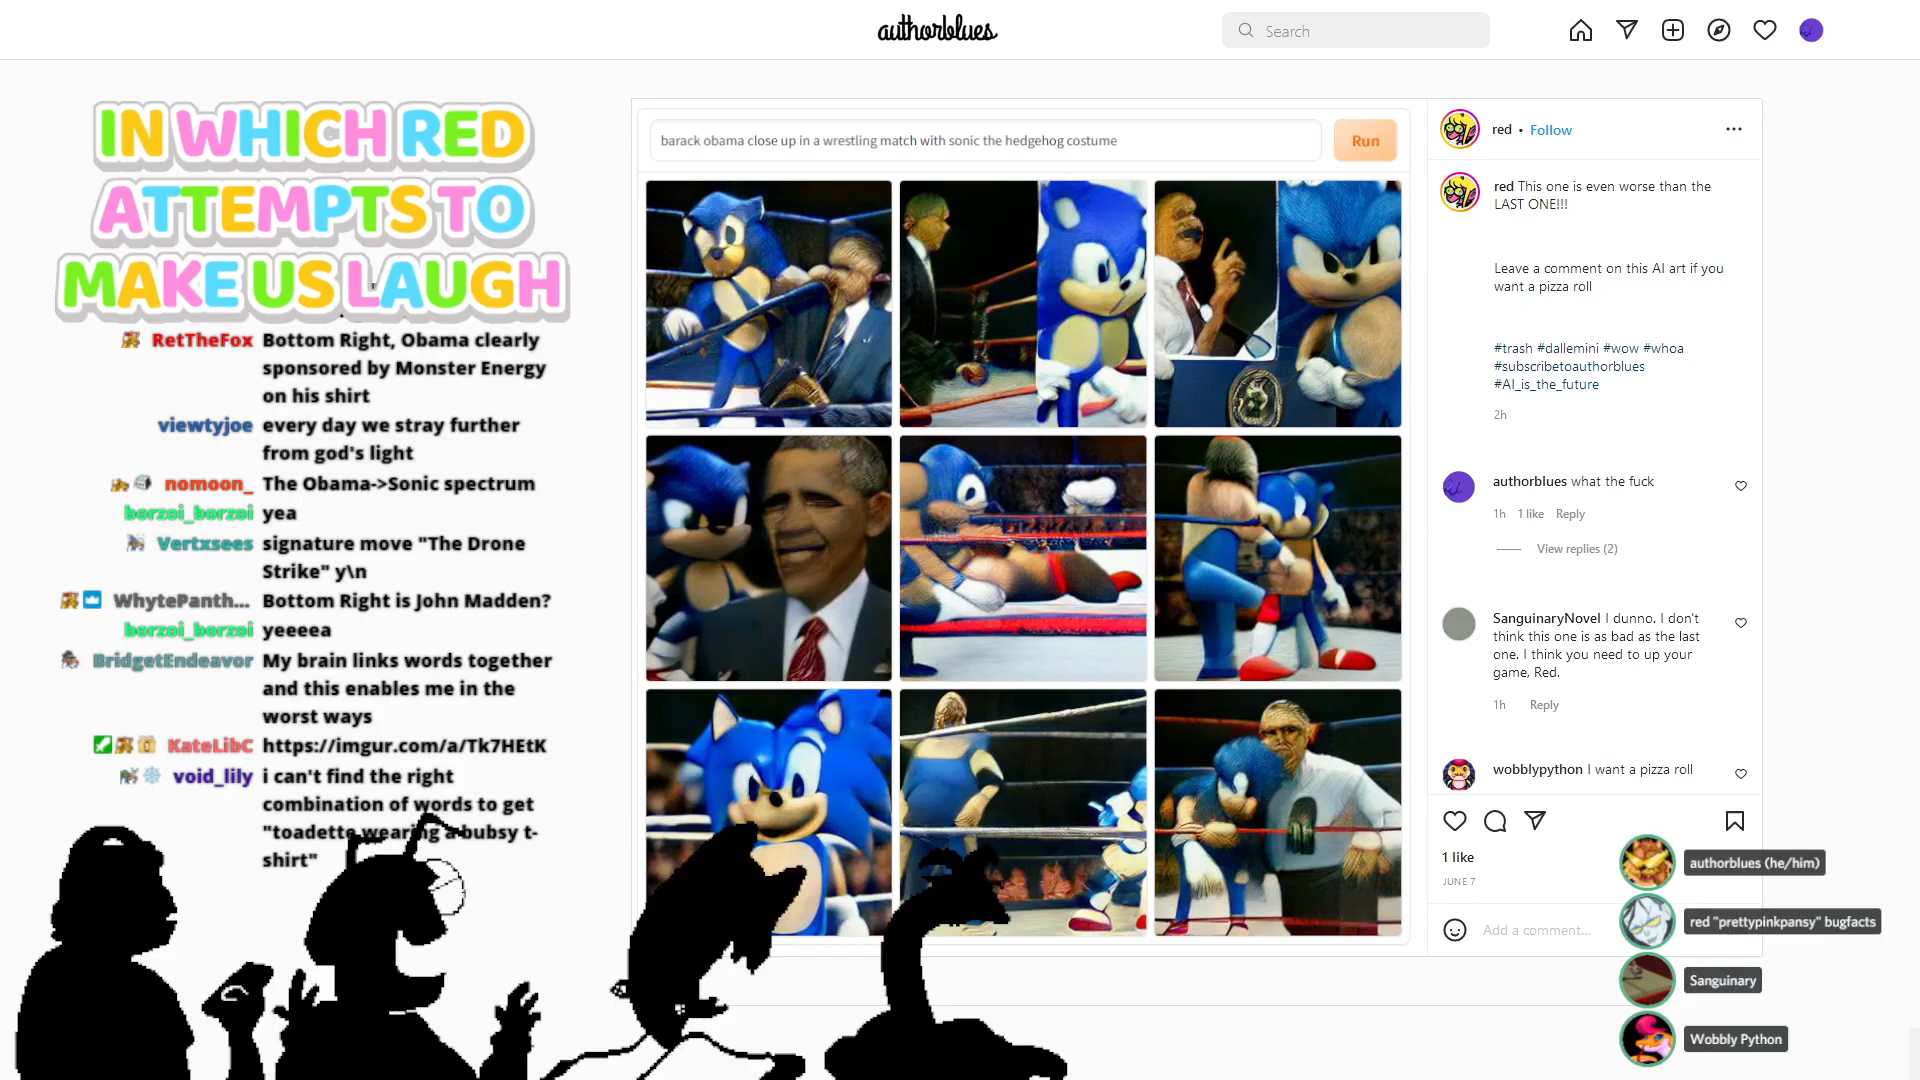 authorblues
Search
IN WHICH RED
ATTEMPTS TO
MAKE US LAUGH
RetTheFox Bottom Right, Obama clearly
sponsored by Monster Energy
on his shirt
viewtyjoe every day we stray further
from god's light
nomoon_ The Obama->Sonic spectrum
borzoi_borzoi yea
Vertxsees signature move "The Drone
Strike" y\n
WhytePanth... Bottom Right is John Madden?
borzoi_borzoi yeeeea
BridgetEndeavor My brain links words together
and this enables me in the
worst ways
KateLibC https://imgur.com/a/Tk7HEtK
void_lily i can't find the right
combination of words to get
"toadette wearing a bubsy t-
shirt"
barack obama close up in a wrestling match with sonic the hedgehog costume
Run
red • Follow
red This one is even worse than the
LAST ONE!!!
Leave a comment on this AI art if you
want a pizza roll
#trash #dallemini #wow #whoa
#subscribetoauthorblues
#AI_is_the_future
2h
authorblues what the fuck
1h 1 like Reply
View replies (2)
SanguinaryNovel I dunno. I don't
think this one is as bad as the last
one. I think you need to up your
game, Red.
1h Reply
wobblypython I want a pizza roll
1 like
JUNE 7
Add a comment...
authorblues (he/him)
red "prettypinkpansy" bugfacts
Sanguinary
Wobbly Python